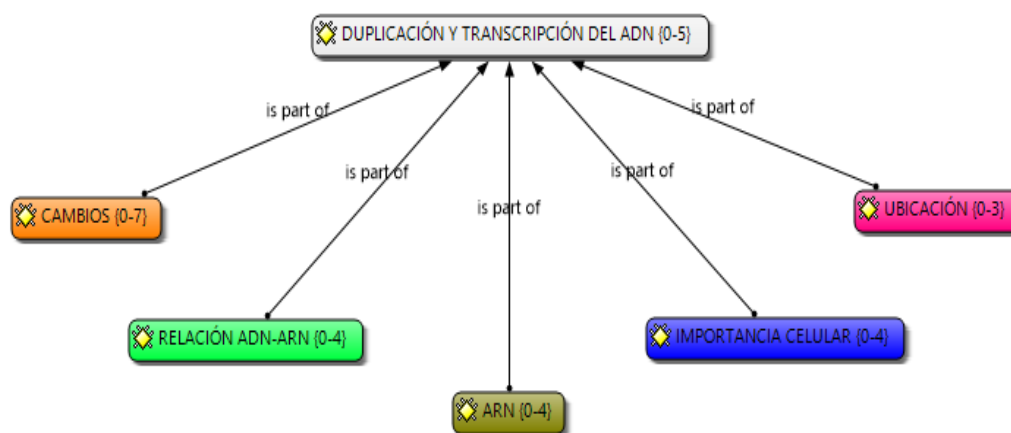 DUPLICACIÓN Y TRANSCRIPCIÓN DEL ADN {0-5}
is part of
is part of
is part of
is part of
is part of
CAMBIOS {0-7}
UBICACIÓN {0-3}
RELACIÓN ADN-ARN {0-4}
IMPORTANCIA CELULAR {0-4}
ARN {0-4}